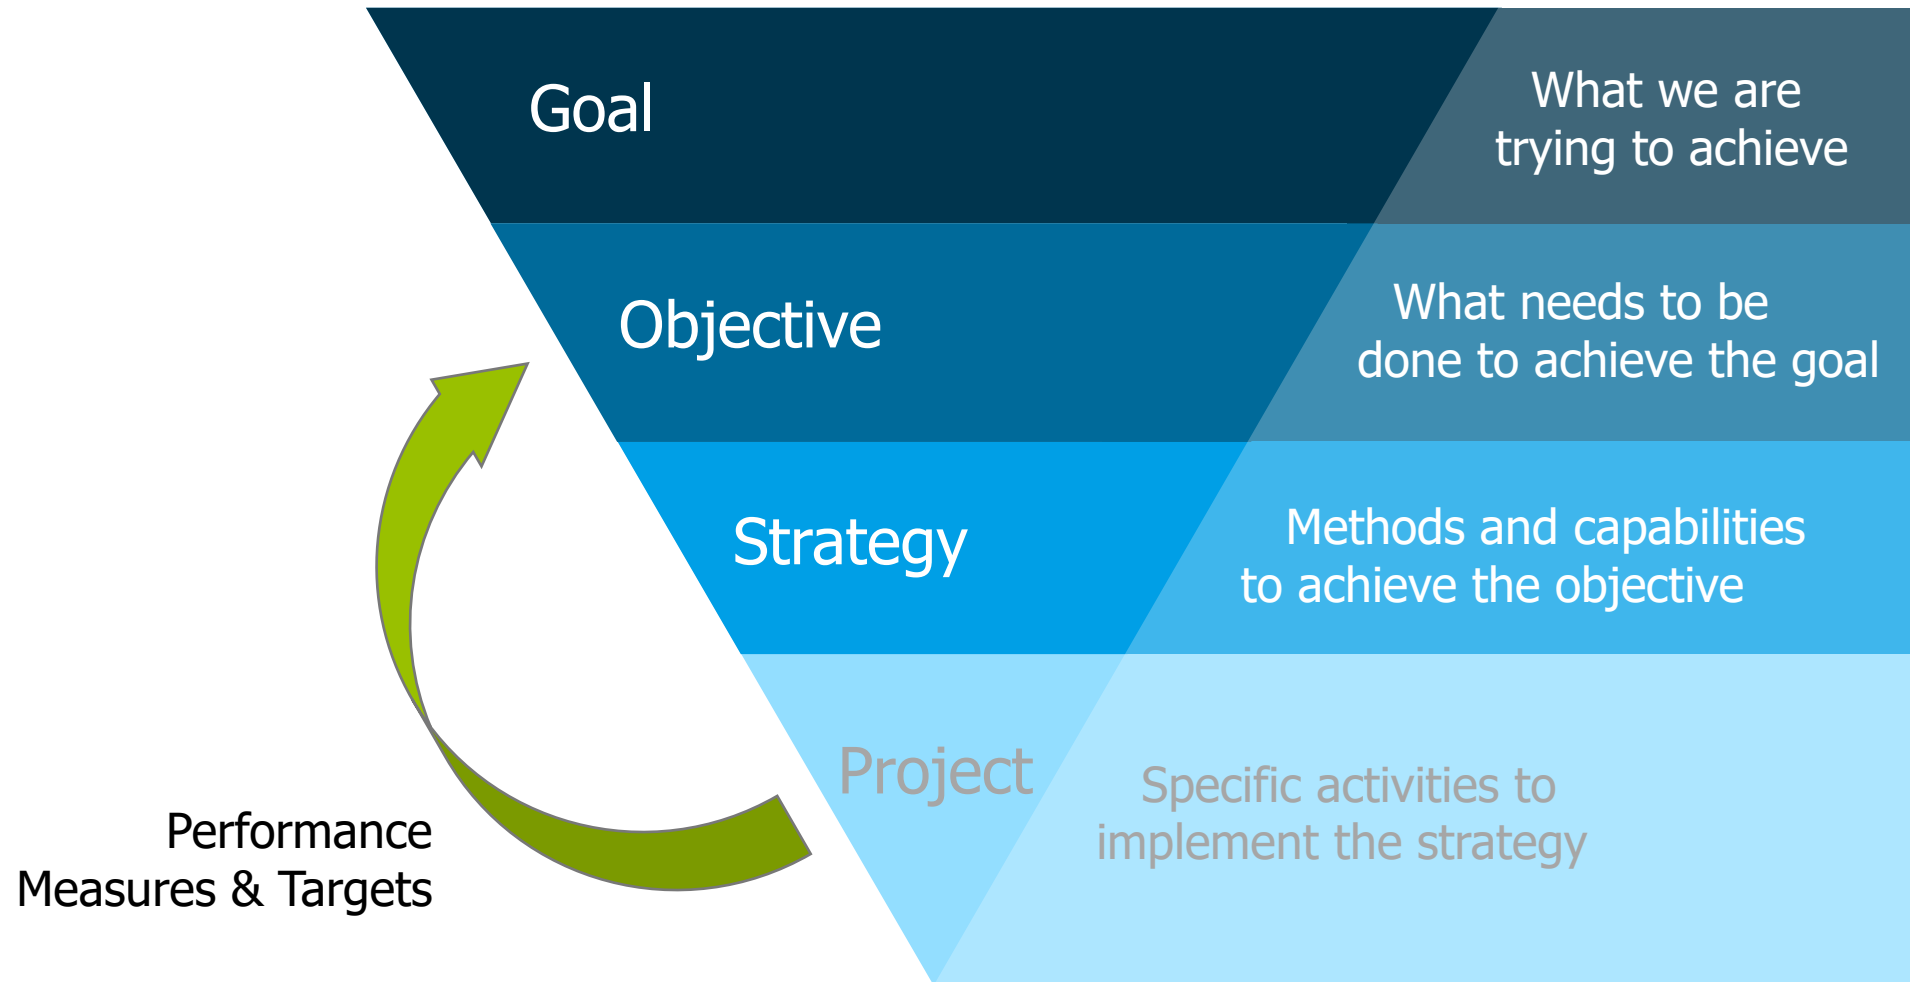 Goal
What we are
trying to achieve
Objective
What needs to be
done to achieve the goal
Strategy
Methods and capabilities
to achieve the objective
Project
Specific activities to
implement the strategy
Performance
Measures & Targets